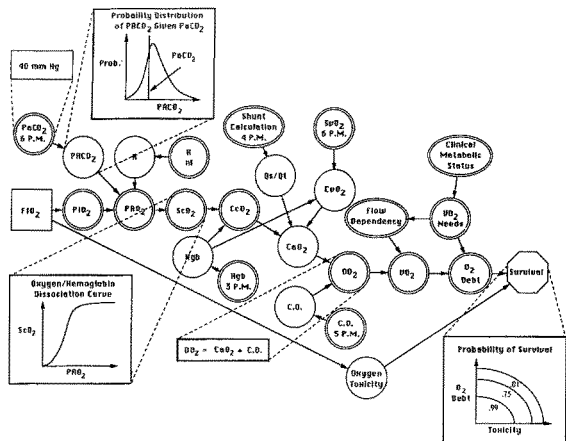 Probability Distribution
of PACO2 Given PaCO2
Prob.
PaCO2
PACO2
40 mm Hg
PaCO2
6 P.M.
PACO2
R
R
Shunt
Calculation
4 P.M.
SvO2
6 P.M.
Clinical
Metabolic
Status
Qs/Qt
CvO2
FIO2
PIO2
PAO2
ScO2
CcO2
Flow
Dependency
VO2
Needs
Hgb
CaO2
Hgb
3 P.M.
DO2
VO2
O2
Debt
Survival
C.O.
C.O.
5 P.M.
Oxygen/Hemoglobin
Dissociation Curve
ScO2
PAO2
DO2 = CaO2 * C.O.
Oxygen
Toxicity
Probability of Survival
O2
Debt
.01
.75
.99
Toxicity